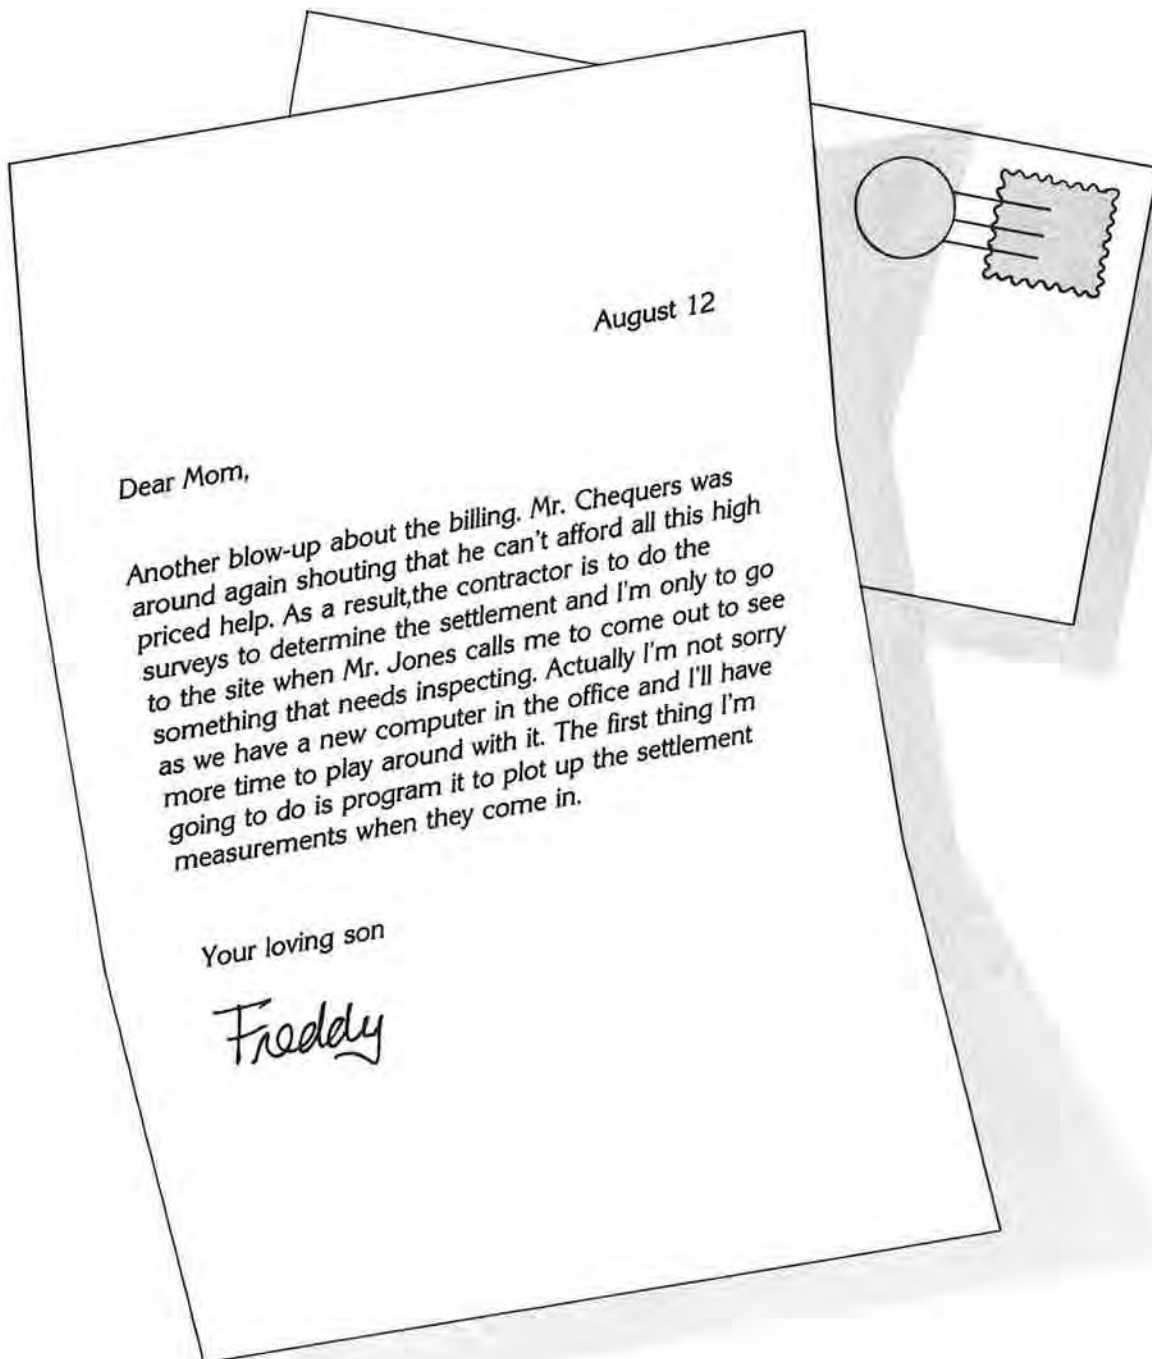 August 12
Dear Mom,
Another blow-up about the billing. Mr. Chequers was
around again shouting that he can't afford all this high
priced help. As a result,the contractor is to do the
surveys to determine the settlement and I'm only to go
to the site when Mr. Jones calls me to come out to see
something that needs inspecting. Actually I'm not sorry
as we have a new computer in the office and I'll have
more time to play around with it. The first thing I'm
going to do is program it to plot up the settlement
measurements when they come in.
Your loving son
Freddy